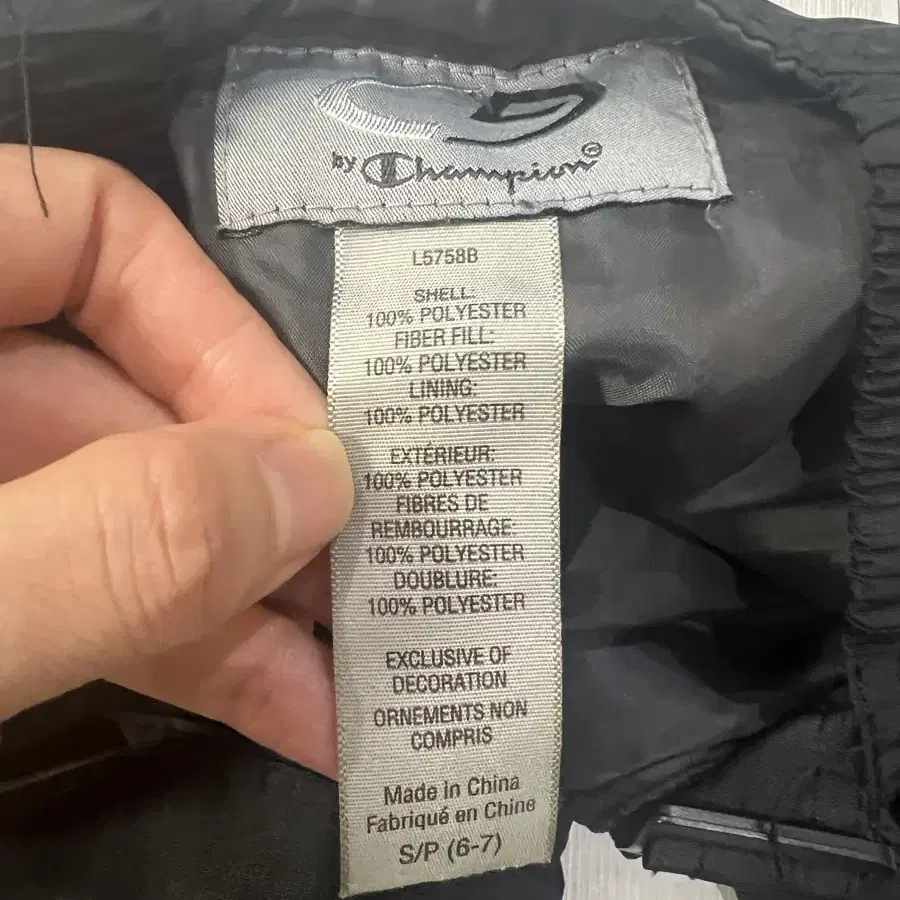 by Champion®
L5758B
SHELL:
100% POLYESTER
FIBER FILL:
100% POLYESTER
LINING:
100% POLYESTER
EXTÉRIEUR:
100% POLYESTER
FIBRES DE
REMBOURRAGE:
100% POLYESTER
DOUBLURE:
100% POLYESTER
EXCLUSIVE OF
DECORATION
ORNEMENTS NON
COMPRIS
Made in China
Fabriqué en Chine
S/P (6-7)